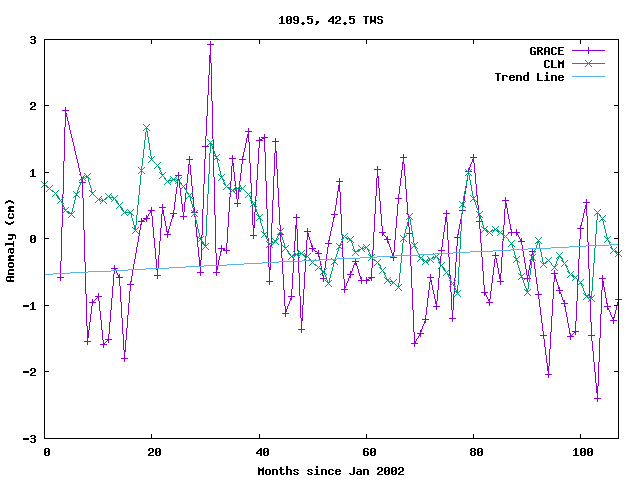 109.5, 42.5 TWS
GRACE
CLM
Trend Line
3
2
1
0
-1
-2
-3
Anomaly (cm)
0 20 40 60 80 100
Months since Jan 2002